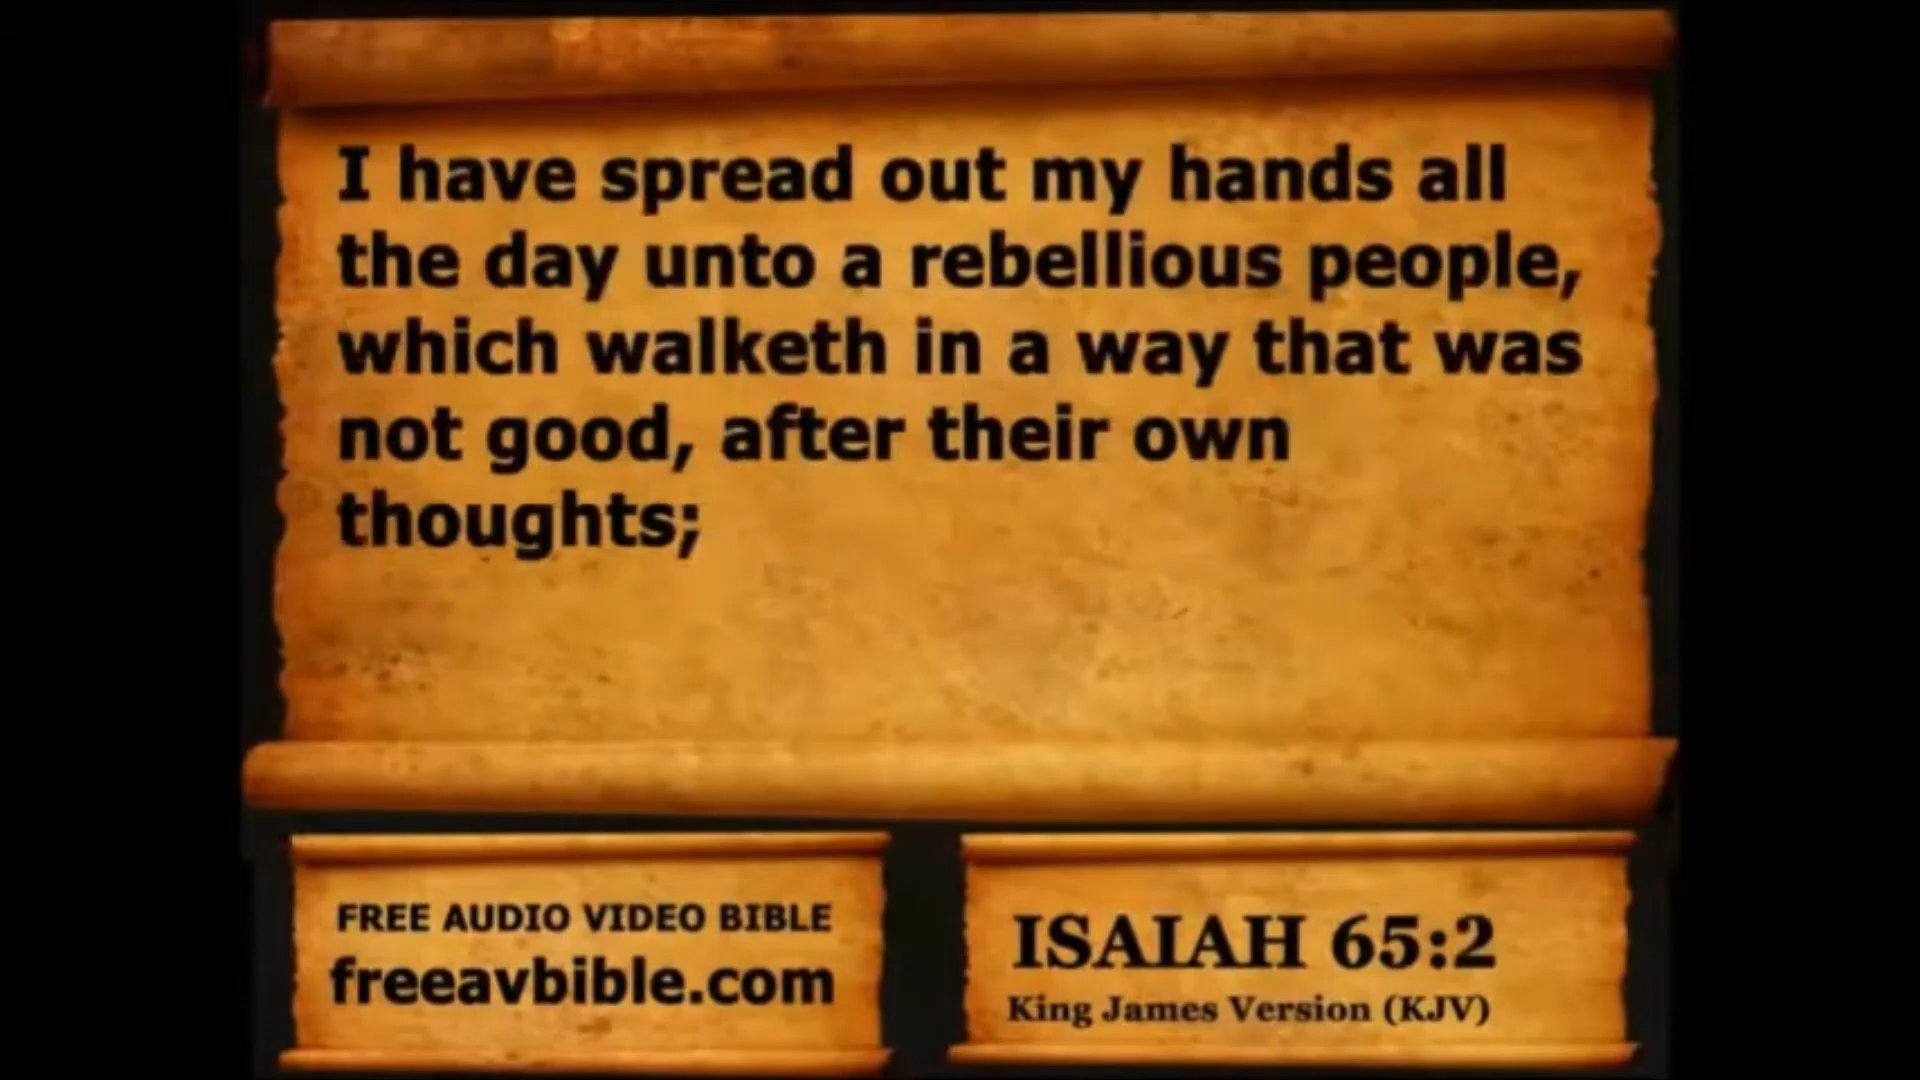 I have spread out my hands all
the day unto a rebellious people,
which walketh in a way that was
not good, after their own
thoughts;
FREE AUDIO VIDEO BIBLE
freeavbible.com
ISAIAH 65:2
King James Version (KJV)